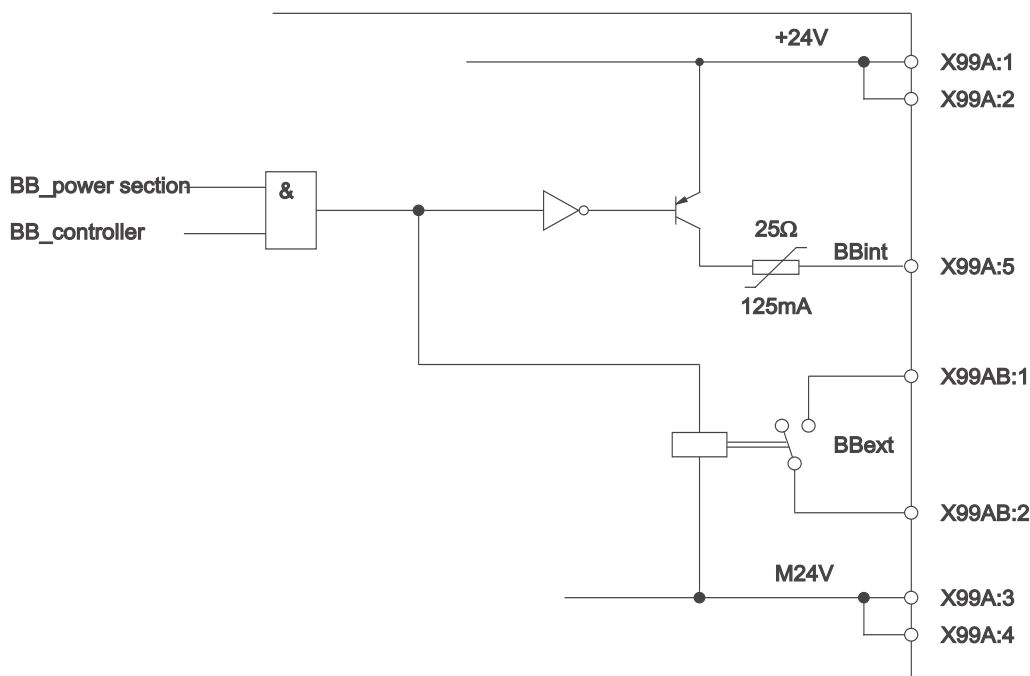 +24V
X99A:1
X99A:2
BB_power section
&
BB_controller
25Ω
BBint
X99A:5
125mA
X99AB:1
BBext
X99AB:2
M24V
X99A:3
X99A:4